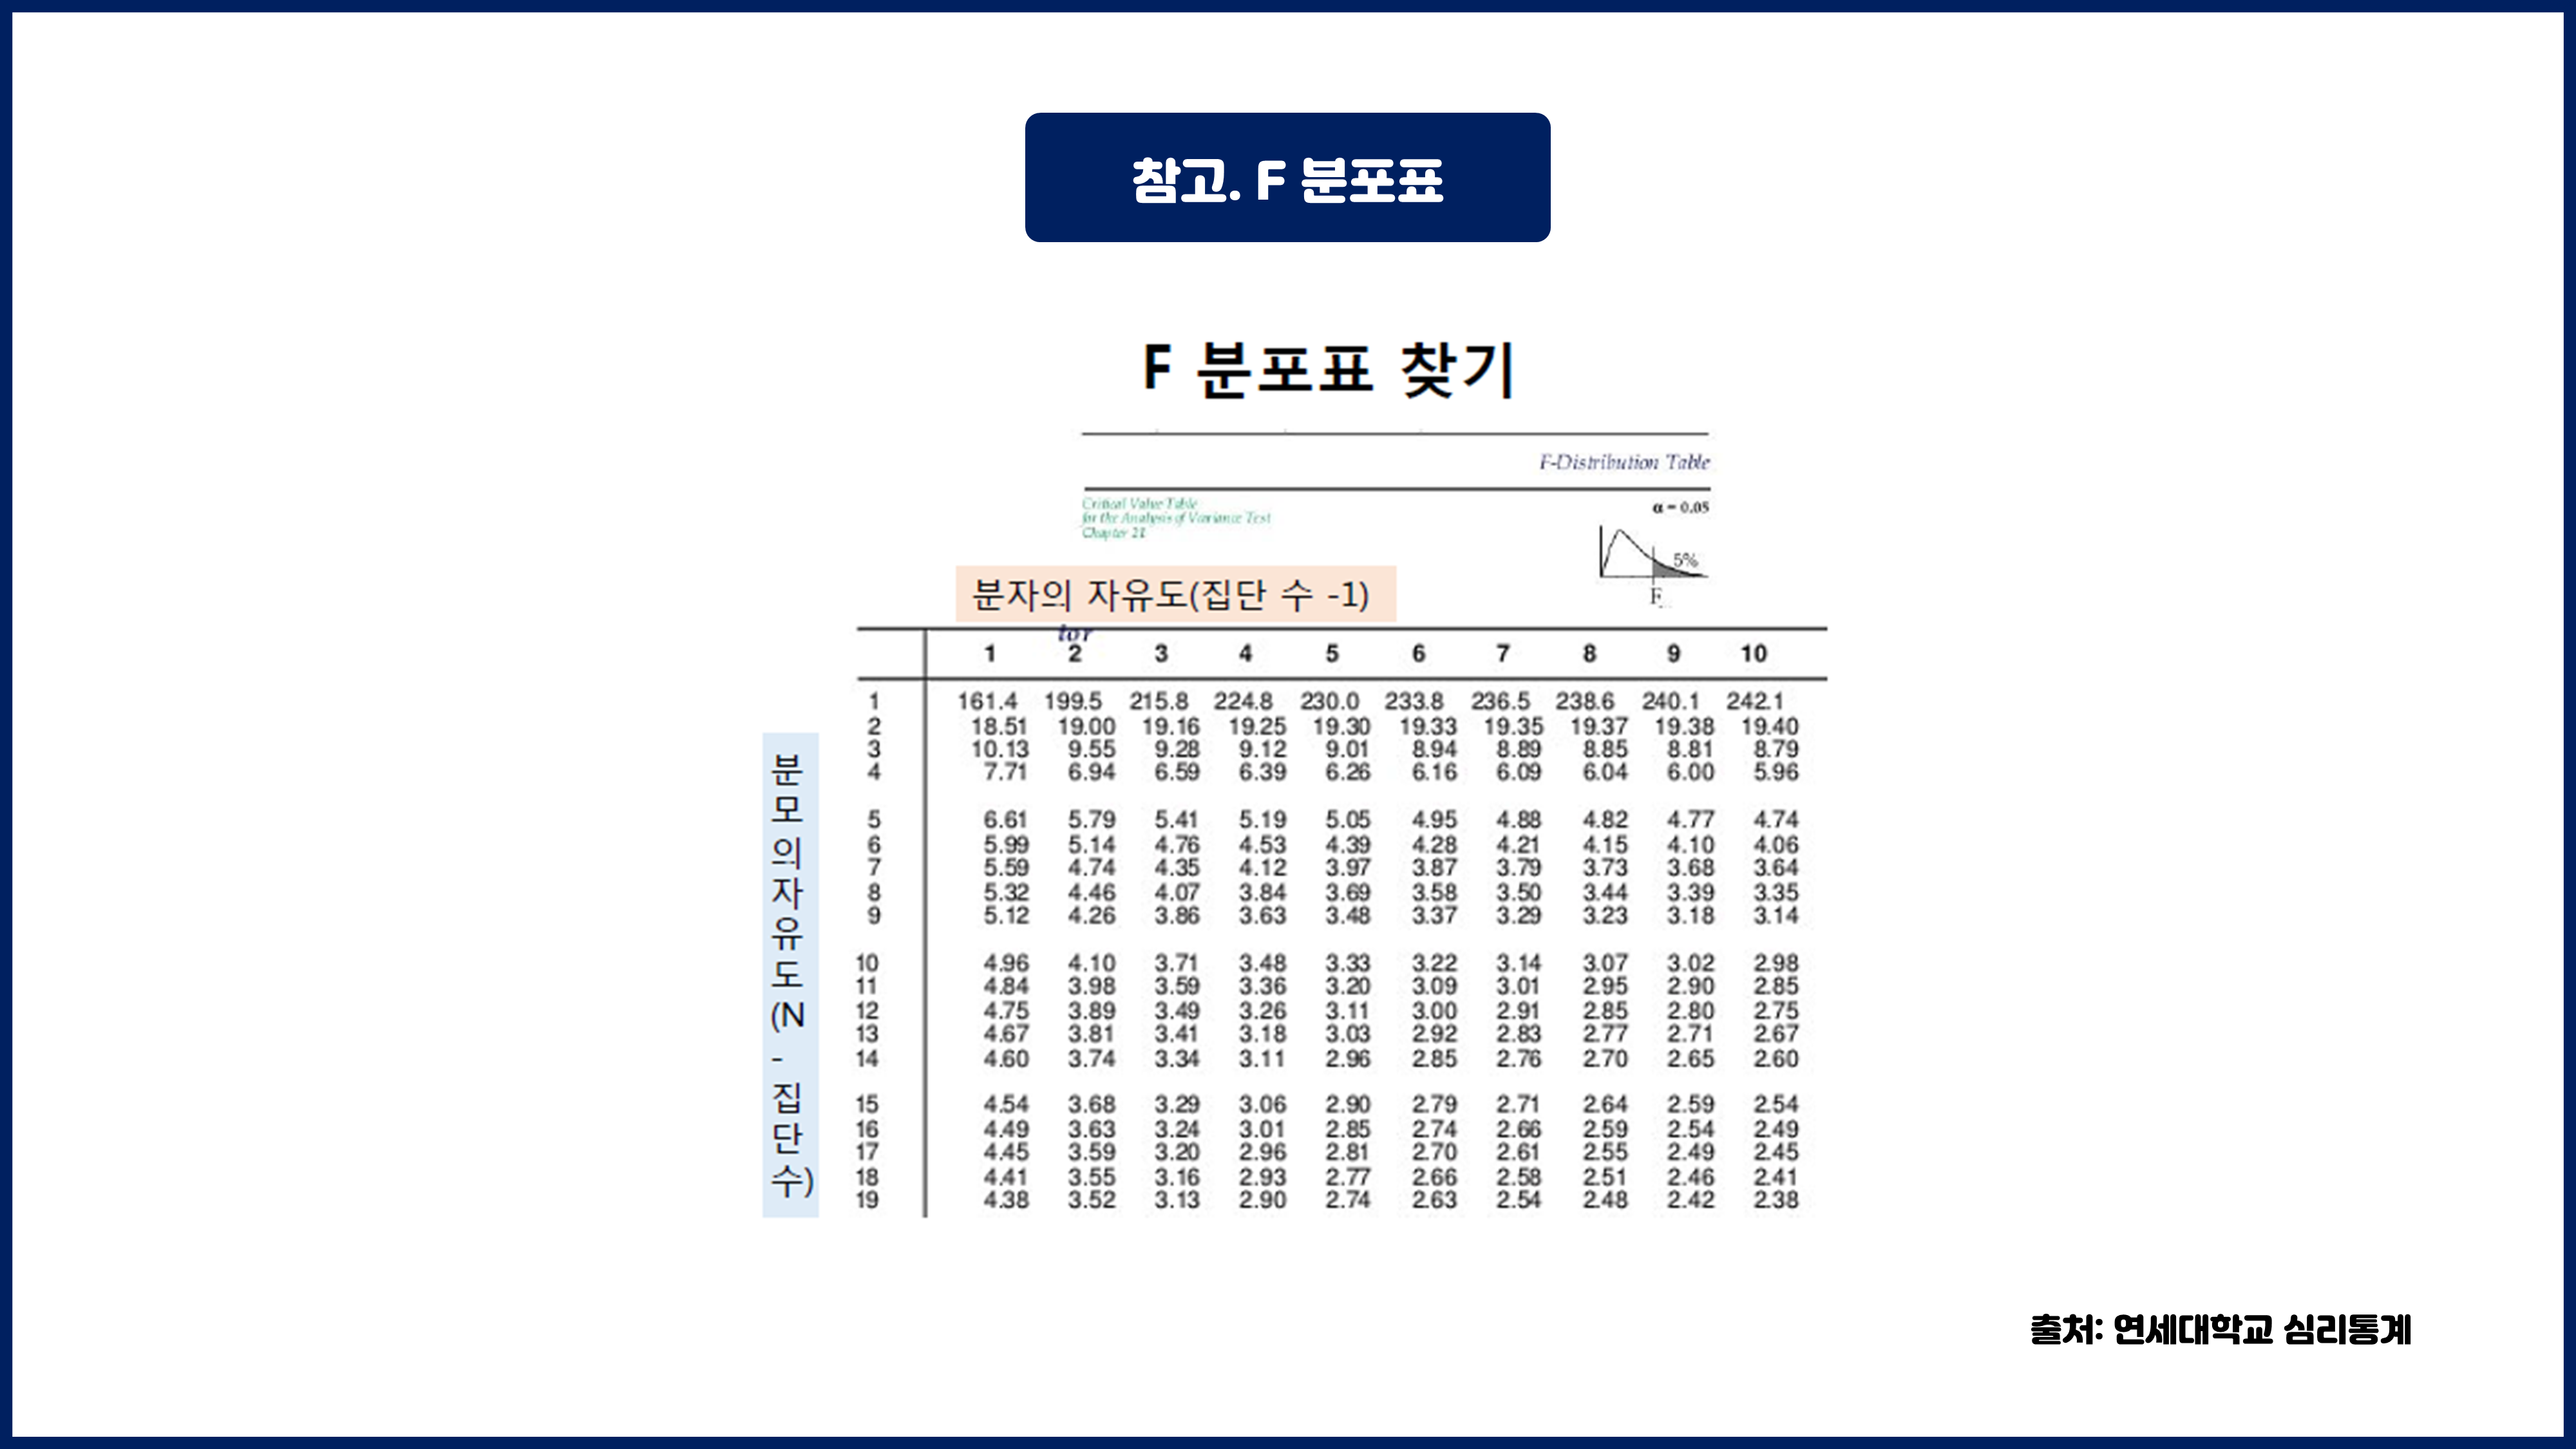 참고. F 분포표
F 분포표 찾기
F-Distribution Table
Critical Value Table
for the Analysis of Variance Test
Chapter 21
α = 0.05
5%
F
분자의 자유도(집단 수 -1)
tor
1 2 3 4 5 6 7 8 9 10
1 161.4 199.5 215.8 224.8 230.0 233.8 236.5 238.6 240.1 242.1
2 18.51 19.00 19.16 19.25 19.30 19.33 19.35 19.37 19.38 19.40
3 10.13 9.55 9.28 9.12 9.01 8.94 8.89 8.85 8.81 8.79
4 7.71 6.94 6.59 6.39 6.26 6.16 6.09 6.04 6.00 5.96
5 6.61 5.79 5.41 5.19 5.05 4.95 4.88 4.82 4.77 4.74
6 5.99 5.14 4.76 4.53 4.39 4.28 4.21 4.15 4.10 4.06
7 5.59 4.74 4.35 4.12 3.97 3.87 3.79 3.73 3.68 3.64
8 5.32 4.46 4.07 3.84 3.69 3.58 3.50 3.44 3.39 3.35
9 5.12 4.26 3.86 3.63 3.48 3.37 3.29 3.23 3.18 3.14
10 4.96 4.10 3.71 3.48 3.33 3.22 3.14 3.07 3.02 2.98
11 4.84 3.98 3.59 3.36 3.20 3.09 3.01 2.95 2.90 2.85
12 4.75 3.89 3.49 3.26 3.11 3.00 2.91 2.85 2.80 2.75
13 4.67 3.81 3.41 3.18 3.03 2.92 2.83 2.77 2.71 2.67
14 4.60 3.74 3.34 3.11 2.96 2.85 2.76 2.70 2.65 2.60
15 4.54 3.68 3.29 3.06 2.90 2.79 2.71 2.64 2.59 2.54
16 4.49 3.63 3.24 3.01 2.85 2.74 2.66 2.59 2.54 2.49
17 4.45 3.59 3.20 2.96 2.81 2.70 2.61 2.55 2.49 2.45
18 4.41 3.55 3.16 2.93 2.77 2.66 2.58 2.51 2.46 2.41
19 4.38 3.52 3.13 2.90 2.74 2.63 2.54 2.48 2.42 2.38
분모의 자유도(N - 집단 수)
출처: 연세대학교 심리통계